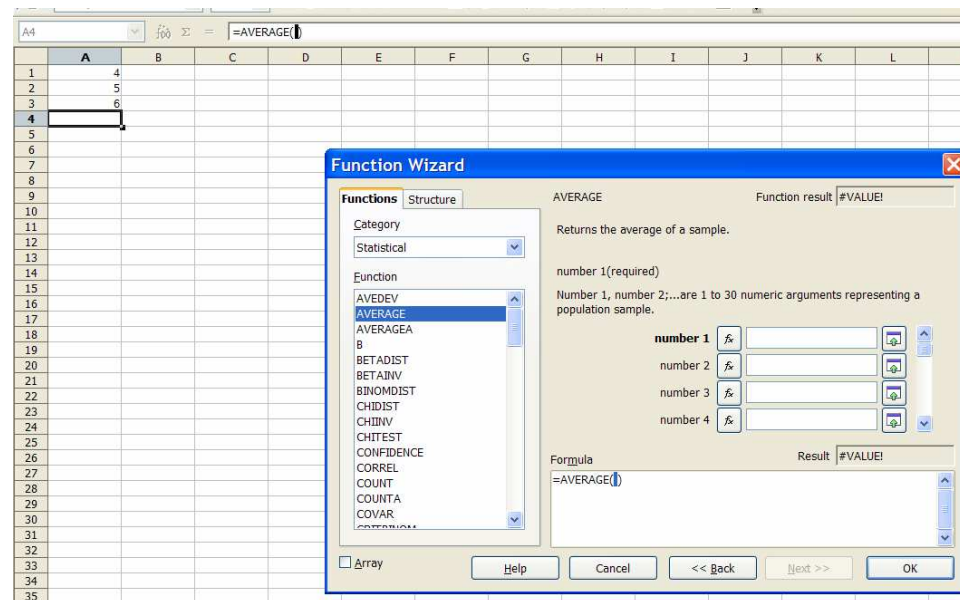 A4
Σ = =AVERAGE()
A B C D E F G H I J K L
1 4
2 5
3 6
4
5
6
7
8
9
10
11
12
13
14
15
16
17
18
19
20
21
22
23
24
25
26
27
28
29
30
31
32
33
34
35
Function Wizard
Functions Structure
Category
Statistical
Function
AVEDEV
AVERAGE
AVERAGEA
B
BETADIST
BETAINV
BINOMDIST
CHIDIST
CHIINV
CHITEST
CONFIDENCE
CORREL
COUNT
COUNTA
COVAR
CRITBINOM
Array
AVERAGE Function result #VALUE!
Returns the average of a sample.
number 1(required)
Number 1, number 2;...are 1 to 30 numeric arguments representing a
population sample.
number 1 fx
number 2 fx
number 3 fx
number 4 fx
Formula Result #VALUE!
=AVERAGE()
Help Cancel << Back Next >> OK